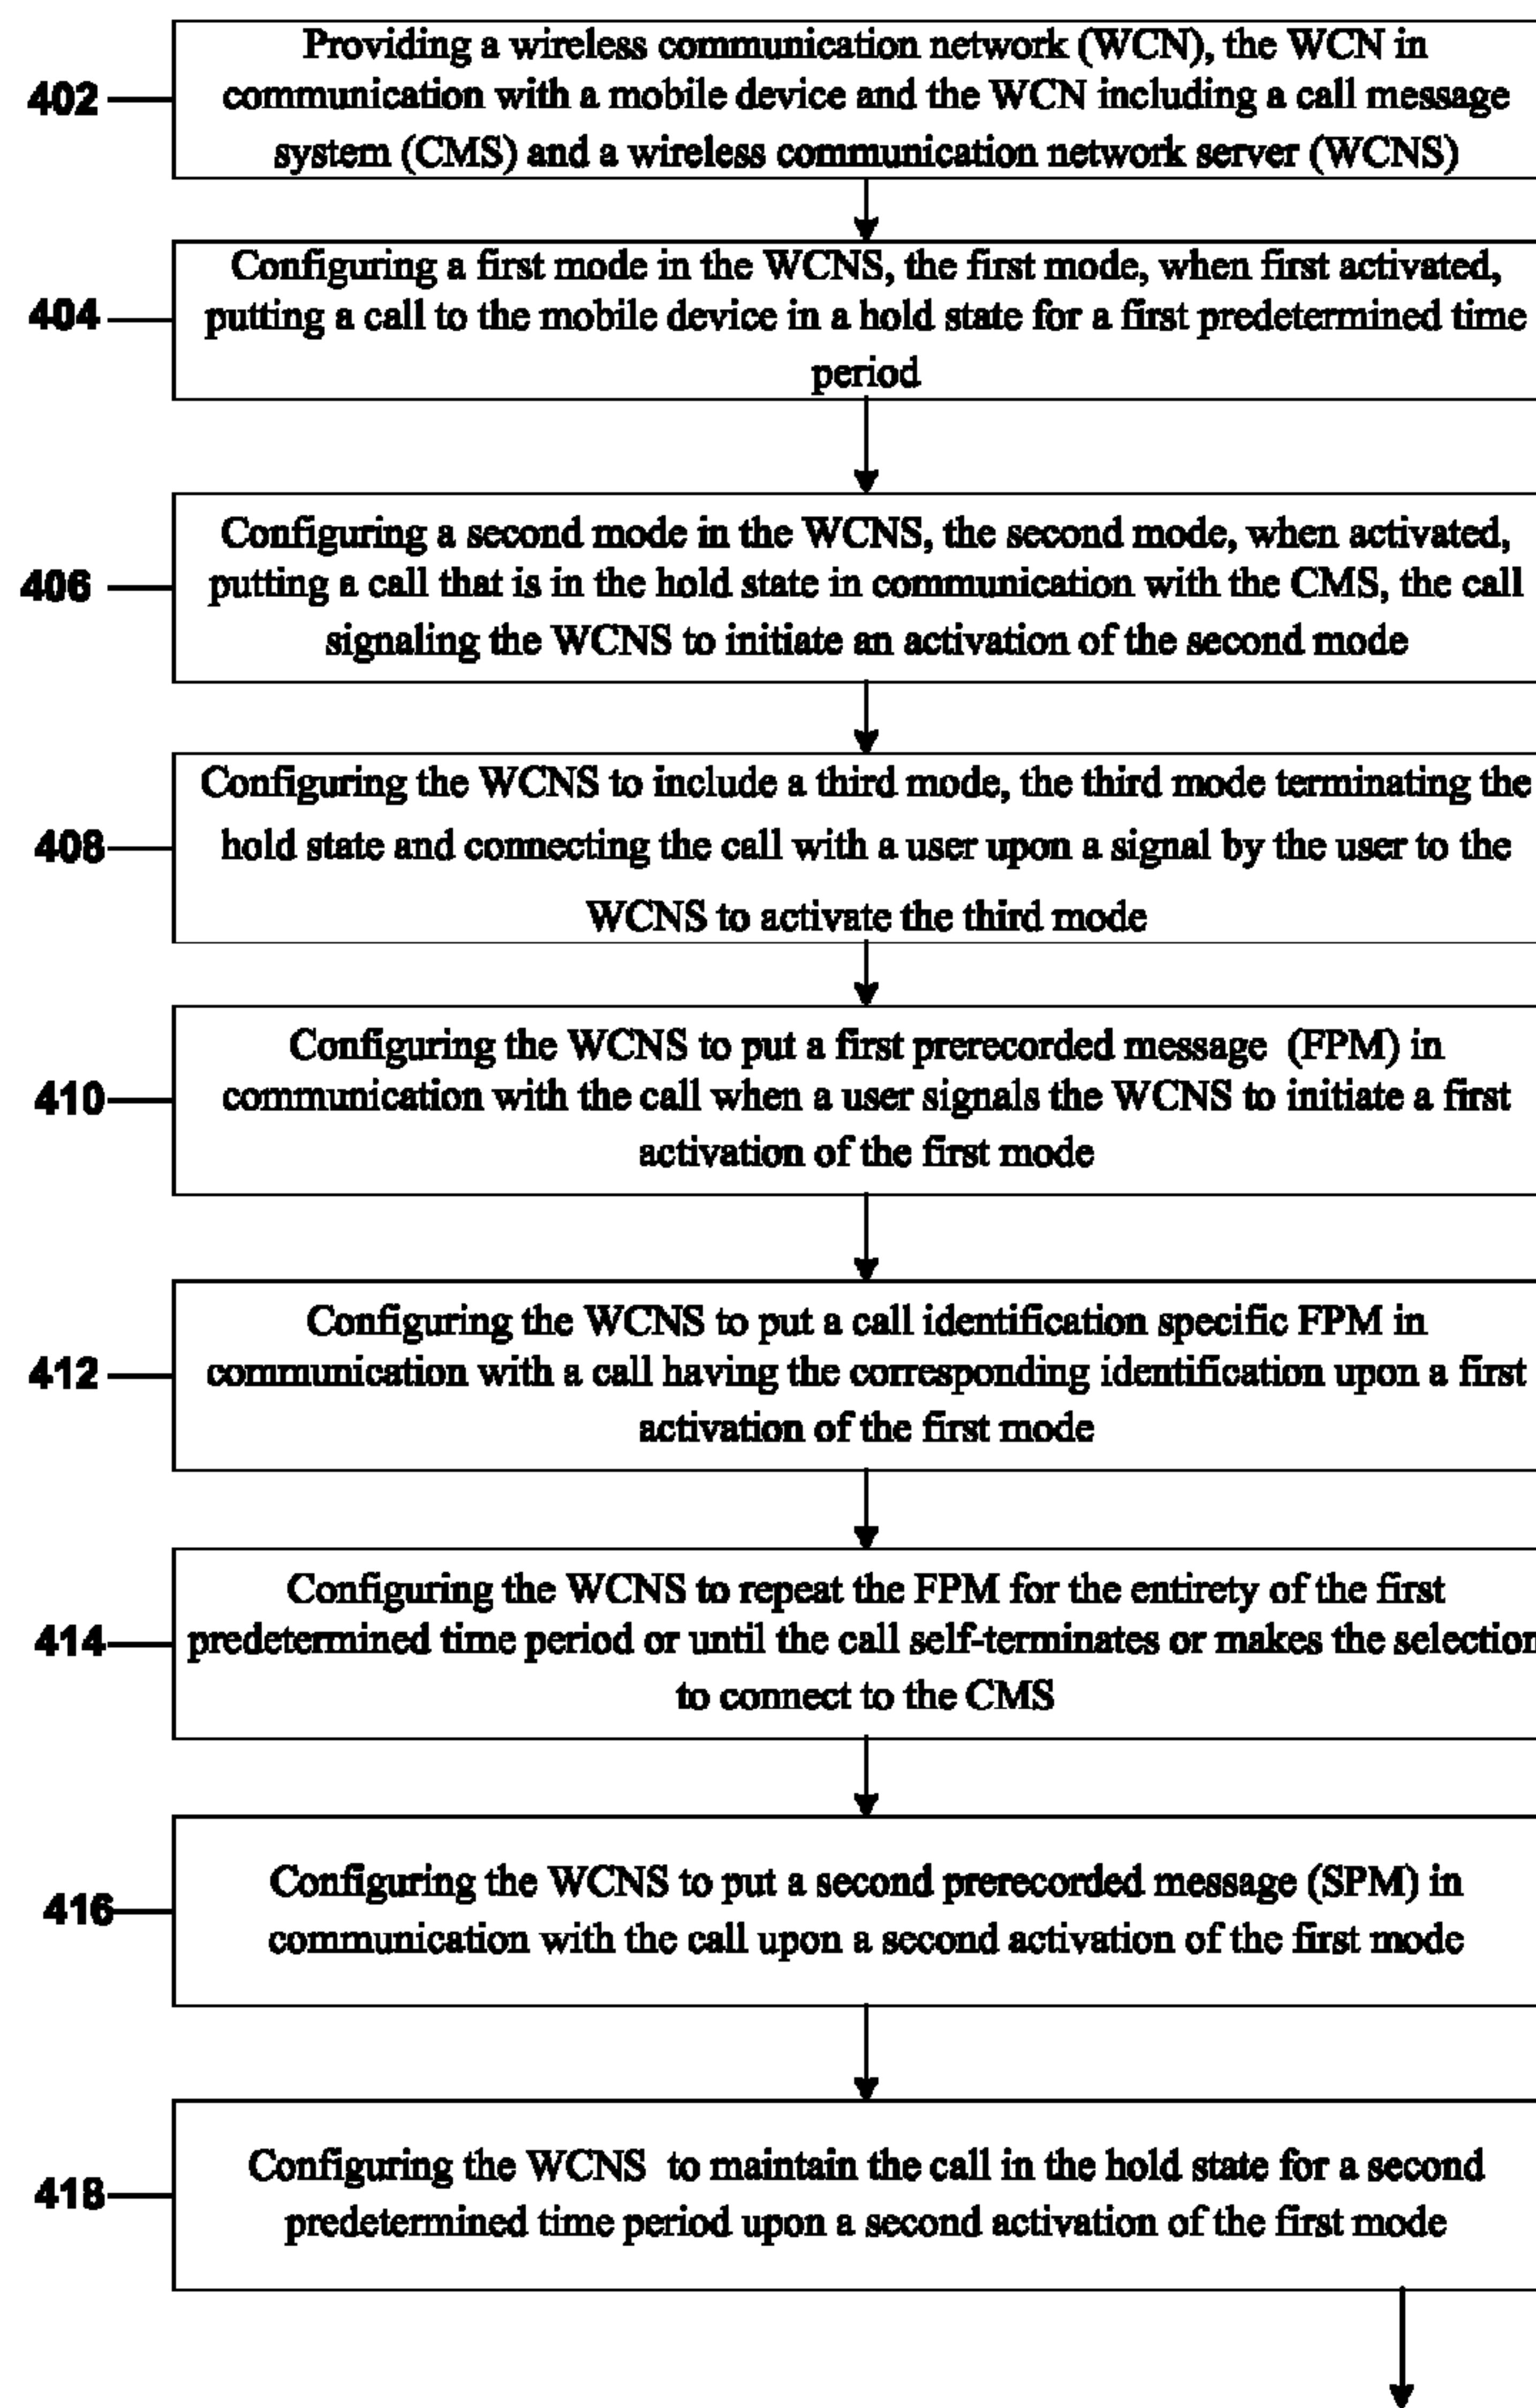 Providing a wireless communication network (WCN), the WCN in
402
communication with a mobile device and the WCN including a call message
system (CMS) and a wireless communication network server (WCNS)
Configuring a first mode in the WCNS, the first mode, when first activated,
404
putting a call to the mobile device in a hold state for a first predetermined time
period
Configuring a second mode in the WCNS, the second mode, when activated,
406
putting a call that is in the hold state in communication with the CMS, the call
signaling the WCNS to initiate an activation of the second mode
Configuring the WCNS to include a third mode, the third mode terminating the
408
hold state and connecting the call with a user upon a signal by the user to the
WCNS to activate the third mode
Configuring the WCNS to put a first prerecorded message (FPM) in
410
communication with the call when a user signals the WCNS to initiate a first
activation of the first mode
Configuring the WCNS to put a call identification specific FPM in
412
communication with a call having the corresponding identification upon a first
activation of the first mode
Configuring the WCNS to repeat the FPM for the entirety of the first
414
predetermined time period or until the call self-terminates or makes the selection
to connect to the CMS
Configuring the WCNS to put a second prerecorded message (SPM) in
416
communication with the call upon a second activation of the first mode
Configuring the WCNS to maintain the call in the hold state for a second
418
predetermined time period upon a second activation of the first mode